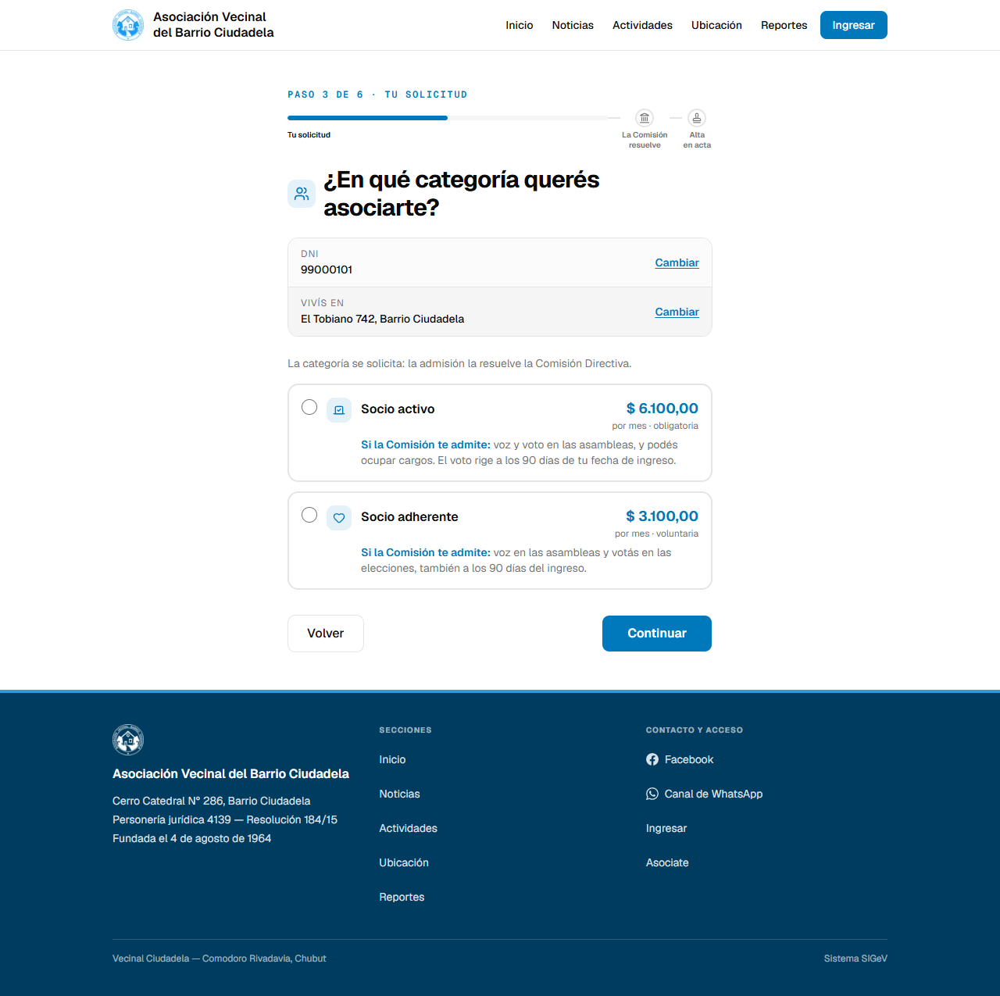 Asociación Vecinal
del Barrio Ciudadela
Inicio
Noticias
Actividades
Ubicación
Reportes
Ingresar
PASO 3 DE 6 · TU SOLICITUD
Tu solicitud
La Comisión
resuelve
Alta
en acta
¿En qué categoría querés
asociarte?
DNI
99000101
Cambiar
VIVÍS EN
El Tobiano 742, Barrio Ciudadela
Cambiar
La categoría se solicita: la admisión la resuelve la Comisión Directiva.
Socio activo
$ 6.100,00
por mes · obligatoria
Si la Comisión te admite: voz y voto en las asambleas, y podés
ocupar cargos. El voto rige a los 90 días de tu fecha de ingreso.
Socio adherente
$ 3.100,00
por mes · voluntaria
Si la Comisión te admite: voz en las asambleas y votás en las
elecciones, también a los 90 días del ingreso.
Volver
Continuar
Asociación Vecinal del Barrio Ciudadela
Cerro Catedral N° 286, Barrio Ciudadela
Personería jurídica 4139 — Resolución 184/15
Fundada el 4 de agosto de 1964
SECCIONES
Inicio
Noticias
Actividades
Ubicación
Reportes
CONTACTO Y ACCESO
Facebook
Canal de WhatsApp
Ingresar
Asociate
Vecinal Ciudadela — Comodoro Rivadavia, Chubut
Sistema SIGeV